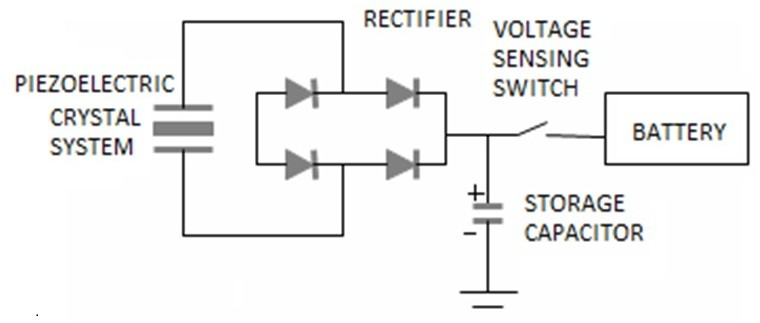 RECTIFIER
VOLTAGE
SENSING
SWITCH
PIEZOELECTRIC
CRYSTAL
SYSTEM
BATTERY
+
STORAGE
−
CAPACITOR